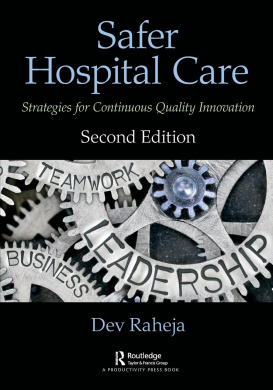 Safer
Hospital Care
Strategies for Continuous Quality Innovation
Second Edition
TEAMWORK
LEADERSHIP
BUSINESS
Dev Raheja
Routledge
Taylor & Francis Group
A PRODUCTIVITY PRESS BOOK